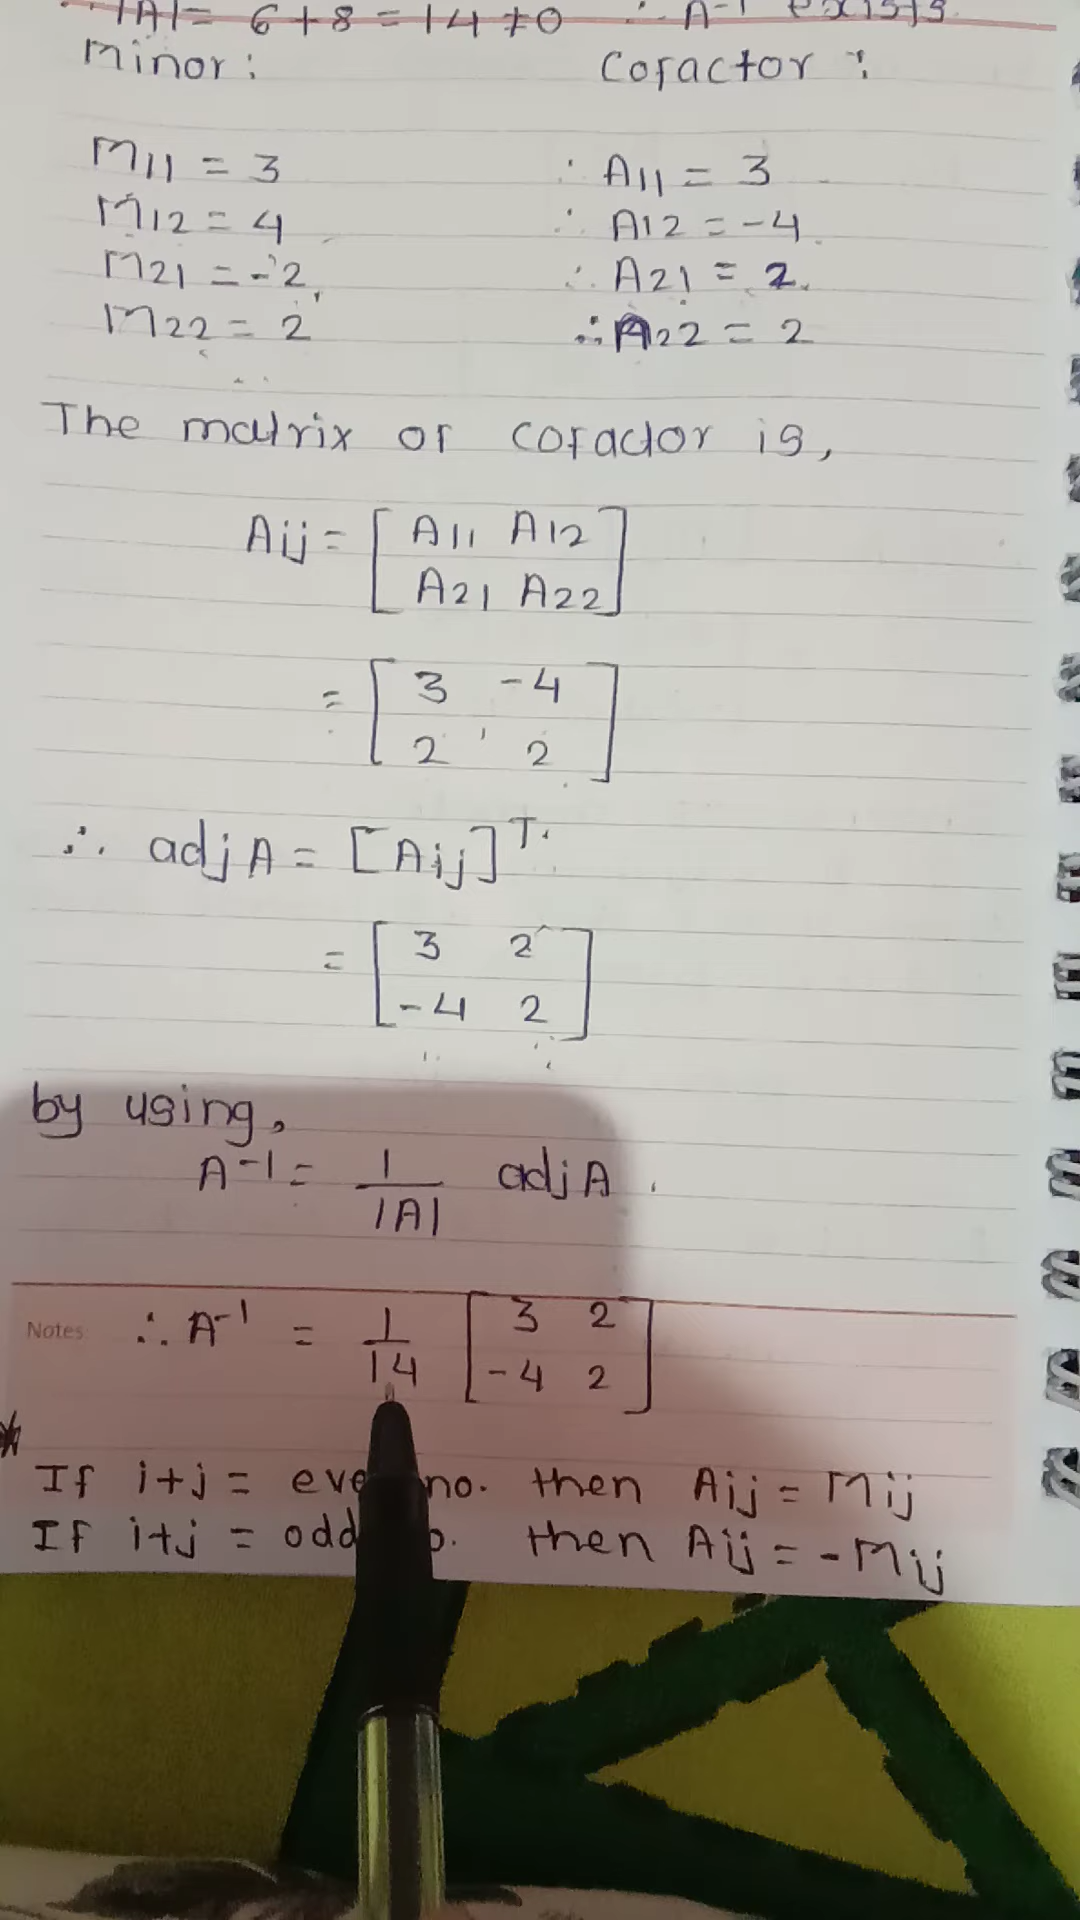 |A| = 6+8 = 14 ≠ 0 ∴ A-1 exists.
Minor: Cofactor:
M11 = 3 ∴ A11 = 3
M12 = 4 ∴ A12 = -4
M21 = -2 ∴ A21 = 2
M22 = 2 ∴ A22 = 2
The matrix of cofactor is,
Aij = [ A11 A12
A21 A22 ]
= [ 3 -4
2 2 ]
∴ adj A = [Aij]T
= [ 3 2
-4 2 ]
by using,
A-1 = 1 adj A
|A|
Notes ∴ A-1 = 1/14 [ 3 2
-4 2 ]
If i+j = eve no. then Aij = Mij
If i+j = odd then Aij = -Mij